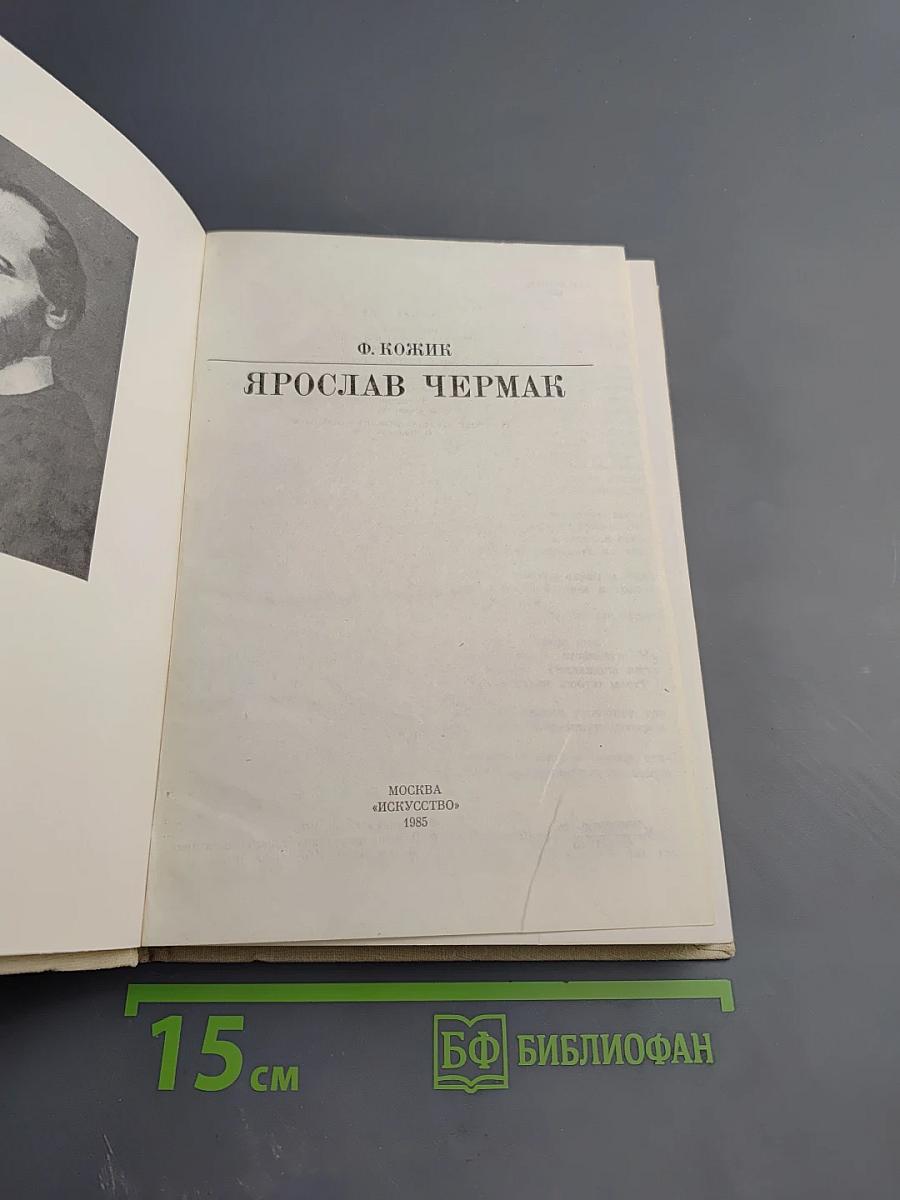 Ф. КОЖИК
ЯРОСЛАВ ЧЕРМАК
МОСКВА
«ИСКУССТВО»
1985
15 СМ
БФ БИБЛИОФАН